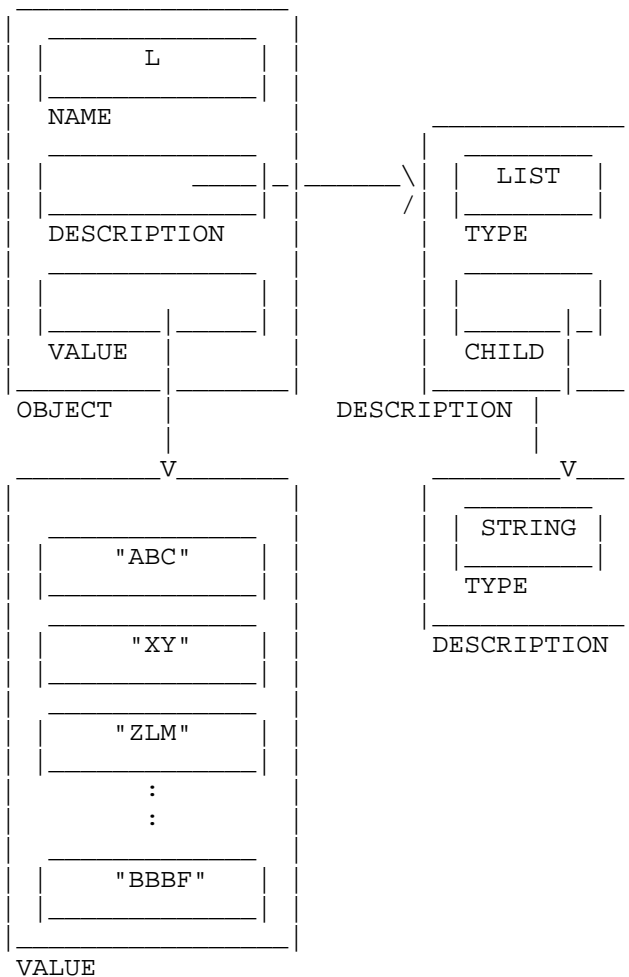 L
NAME
LIST
DESCRIPTION TYPE
VALUE CHILD
OBJECT DESCRIPTION
V V
STRING
"ABC"
TYPE
"XY" DESCRIPTION
"ZLM"
:
:
"BBBF"
VALUE